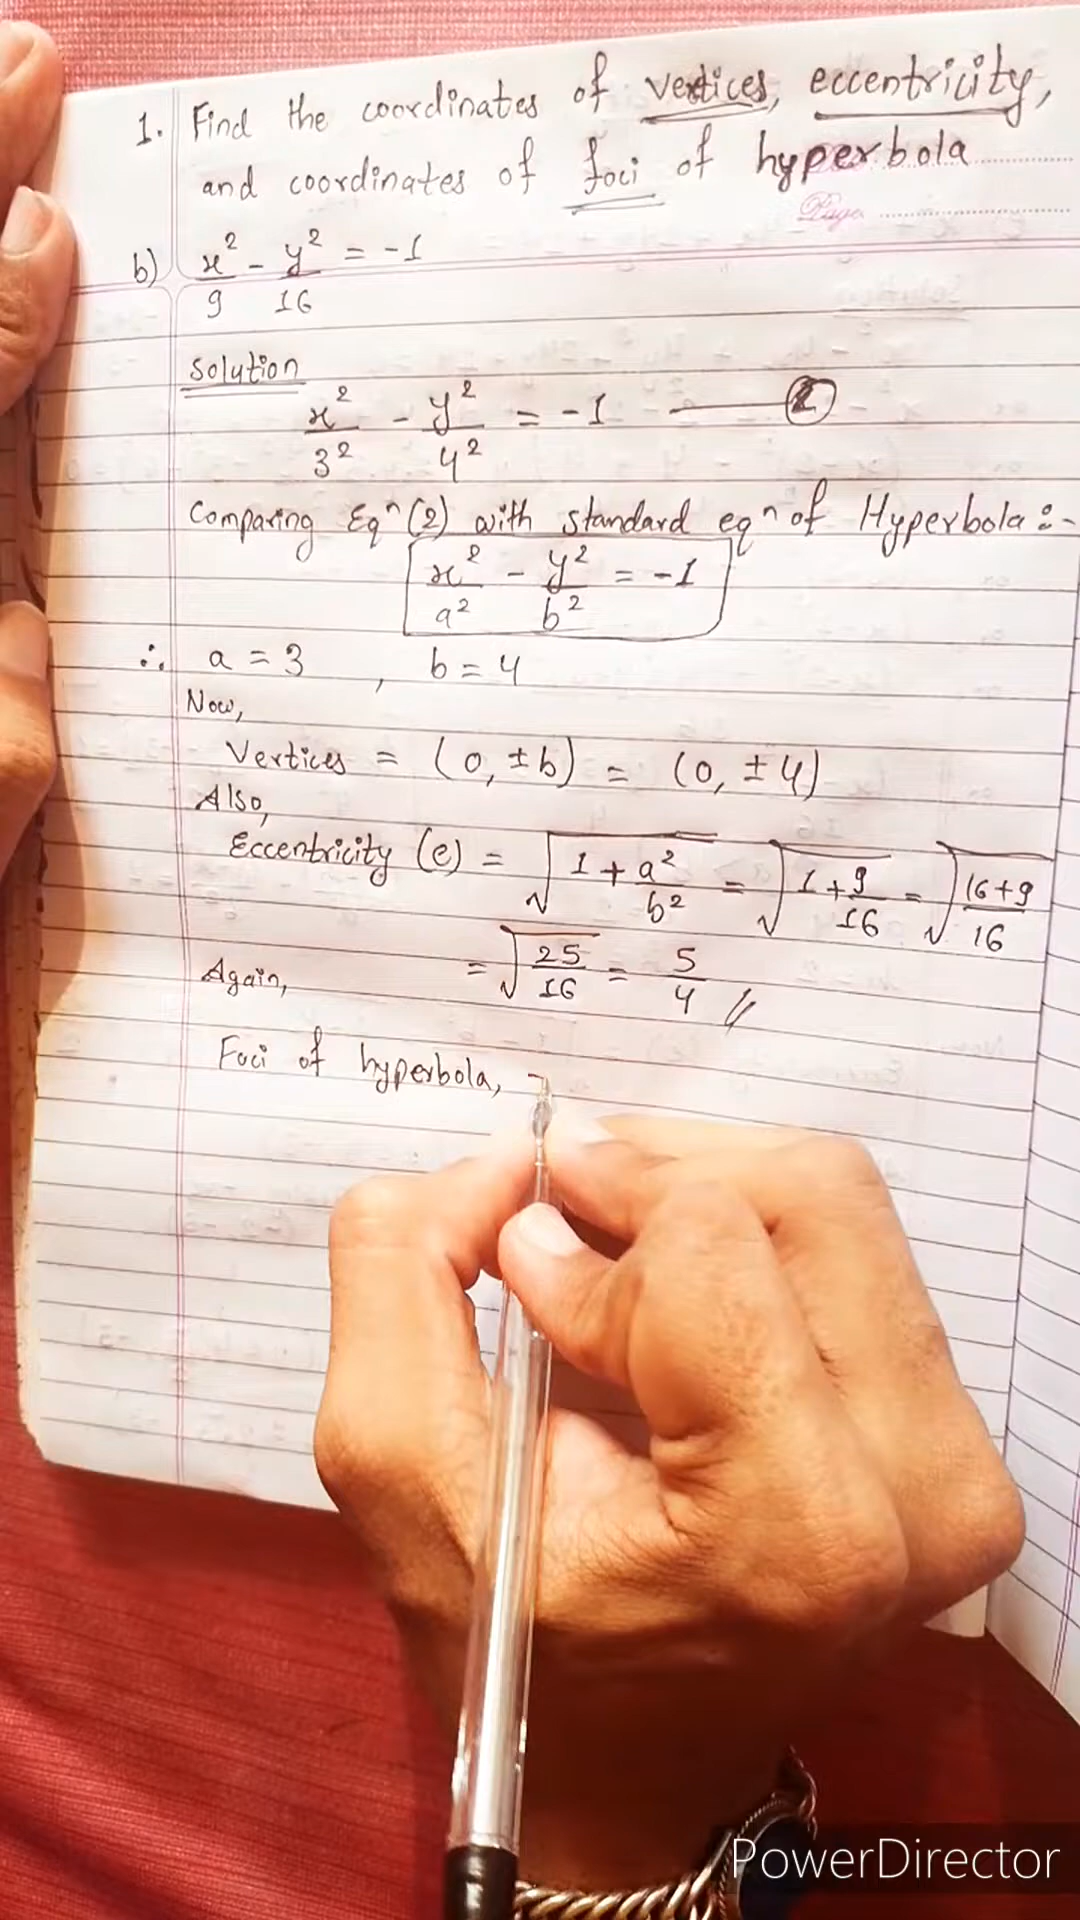 1. Find the coordinates of vertices, eccentricity,
and coordinates of foci of hyperbola
Page
b) x²/9 - y²/16 = -1
Solution
x²/3² - y²/4² = -1 ——— (2)
Comparing Eqⁿ (2) with standard eqⁿ of Hyperbola :-
x²/a² - y²/b² = -1
∴ a = 3 , b = 4
Now,
Vertices = (0, ±b) = (0, ±4)
Also,
Eccentricity (e) = √(1 + a²/b²) = √(1 + 9/16) = √((16+9)/16)
= √(25/16) = 5/4 //
Again,
Foci of hyperbola,
PowerDirector